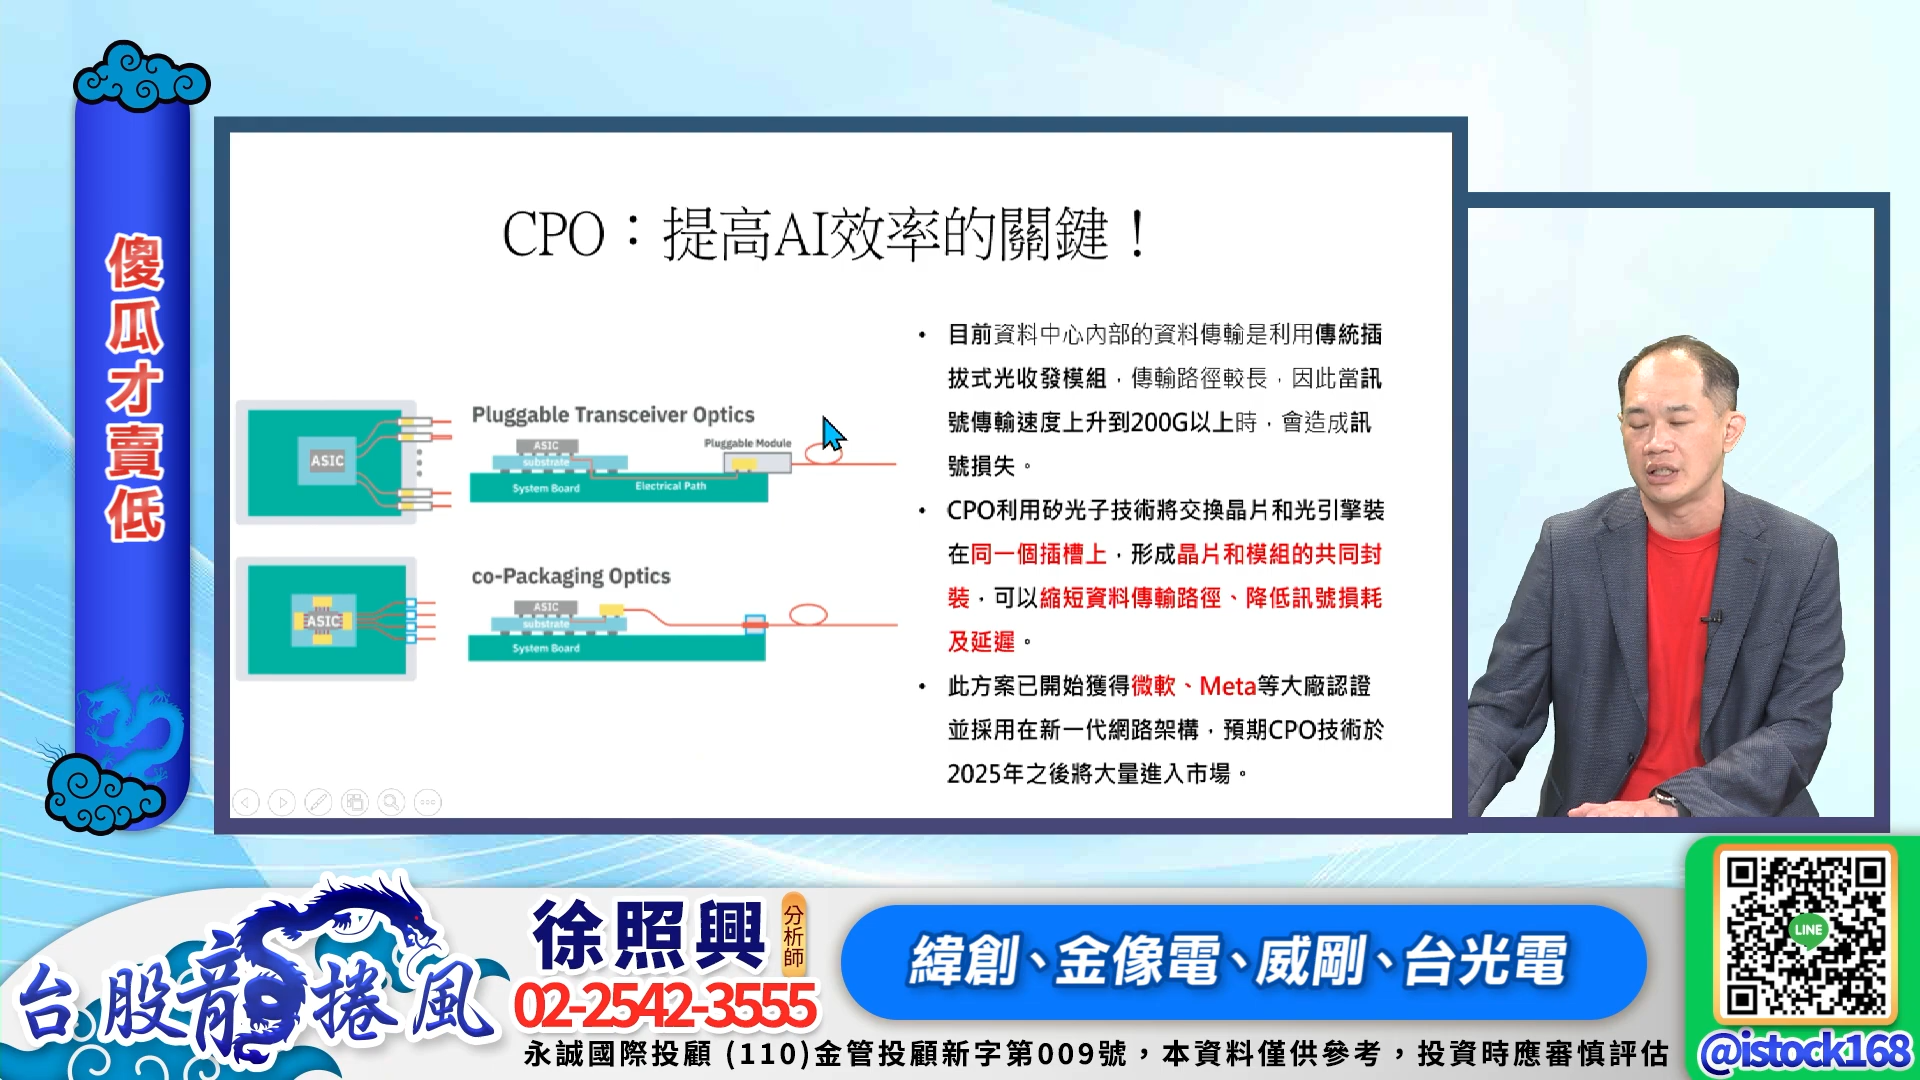 傻瓜才賣低
CPO：提高AI效率的關鍵！
ASIC
Pluggable Transceiver Optics
ASIC
substrate
System Board
Electrical Path
Pluggable Module
ASIC
co-Packaging Optics
ASIC
substrate
System Board
• 目前資料中心內部的資料傳輸是利用傳統插
拔式光收發模組，傳輸路徑較長，因此當訊
號傳輸速度上升到200G以上時，會造成訊
號損失。
• CPO利用矽光子技術將交換晶片和光引擎裝
在同一個插槽上，形成晶片和模組的共同封
裝，可以縮短資料傳輸路徑、降低訊號損耗
及延遲。
• 此方案已開始獲得微軟、Meta等大廠認證
並採用在新一代網路架構，預期CPO技術於
2025年之後將大量進入市場。
台股龍捲風
徐照興
分析師
02-2542-3555
緯創、金像電、威剛、台光電
永誠國際投顧 (110)金管投顧新字第009號，本資料僅供參考，投資時應審慎評估
LINE
@istock168